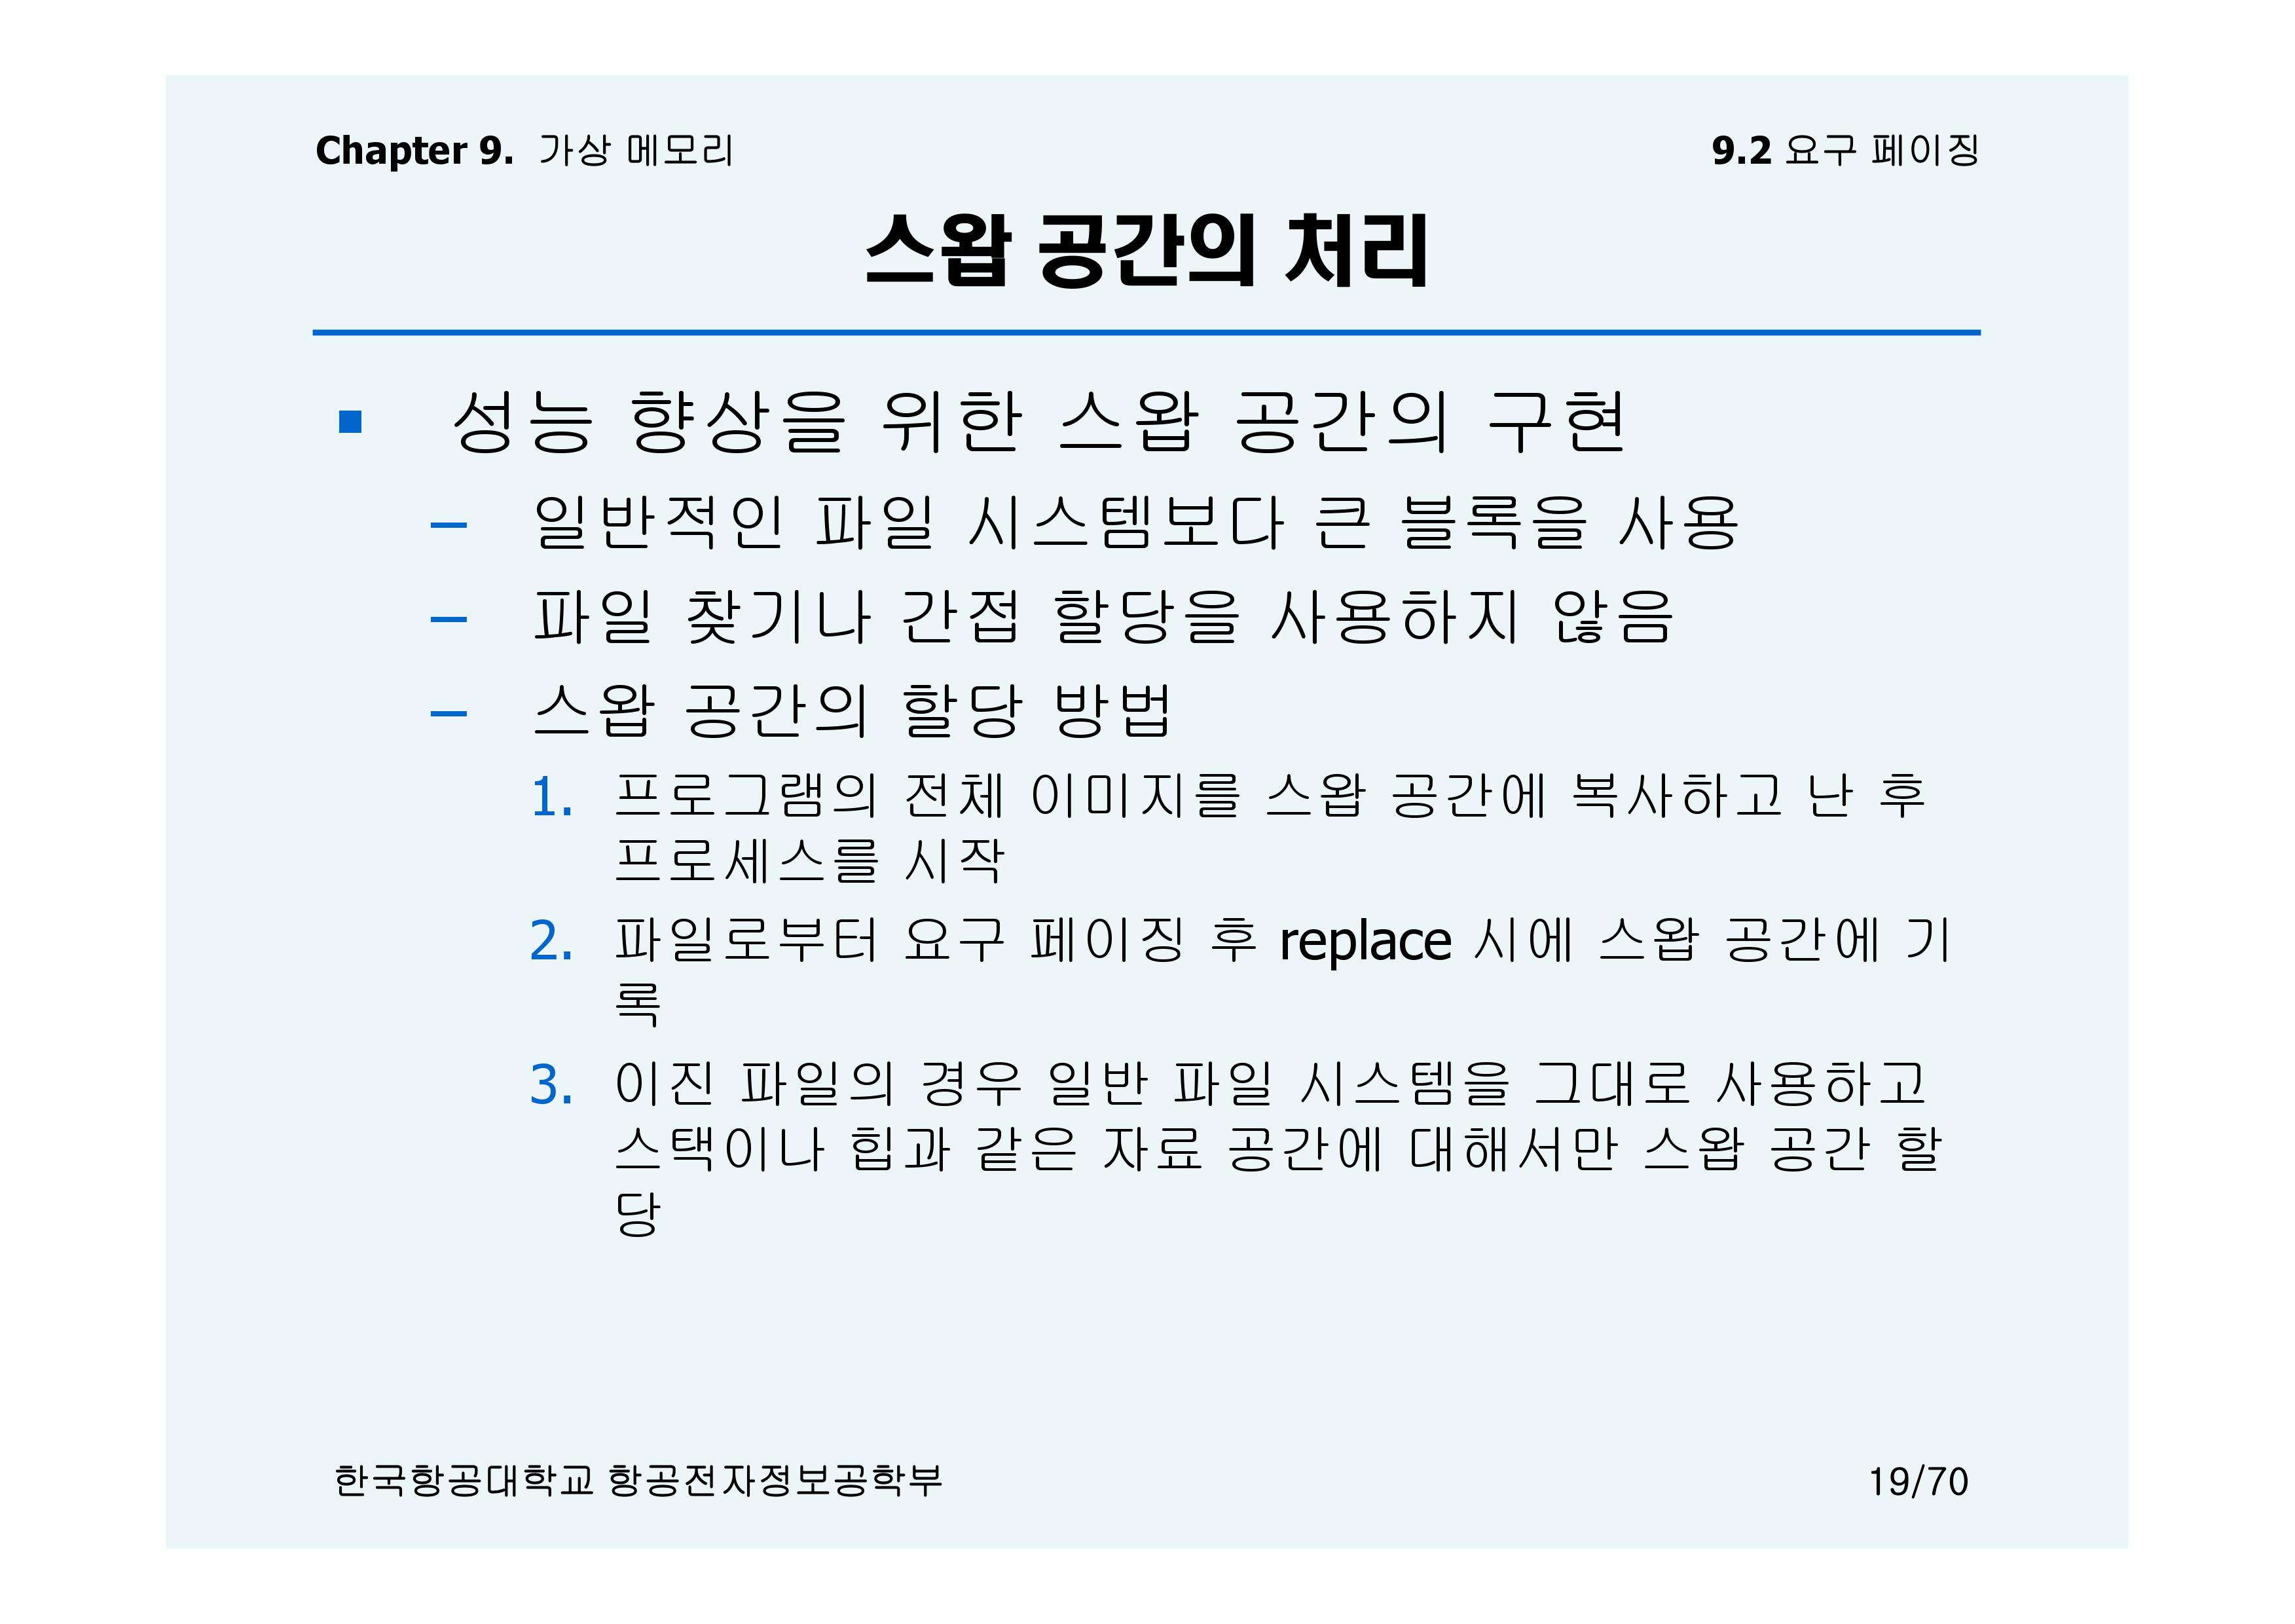 Chapter 9. 가상 메모리
9.2 요구 페이징
스왑 공간의 처리
■ 성능 향상을 위한 스왑 공간의 구현
– 일반적인 파일 시스템보다 큰 블록을 사용
– 파일 찾기나 간접 할당을 사용하지 않음
– 스왑 공간의 할당 방법
1. 프로그램의 전체 이미지를 스왑 공간에 복사하고 난 후
프로세스를 시작
2. 파일로부터 요구 페이징 후 replace 시에 스왑 공간에 기
록
3. 이진 파일의 경우 일반 파일 시스템을 그대로 사용하고
스택이나 힙과 같은 자료 공간에 대해서만 스왑 공간 할
당
한국항공대학교 항공전자정보공학부
19/70